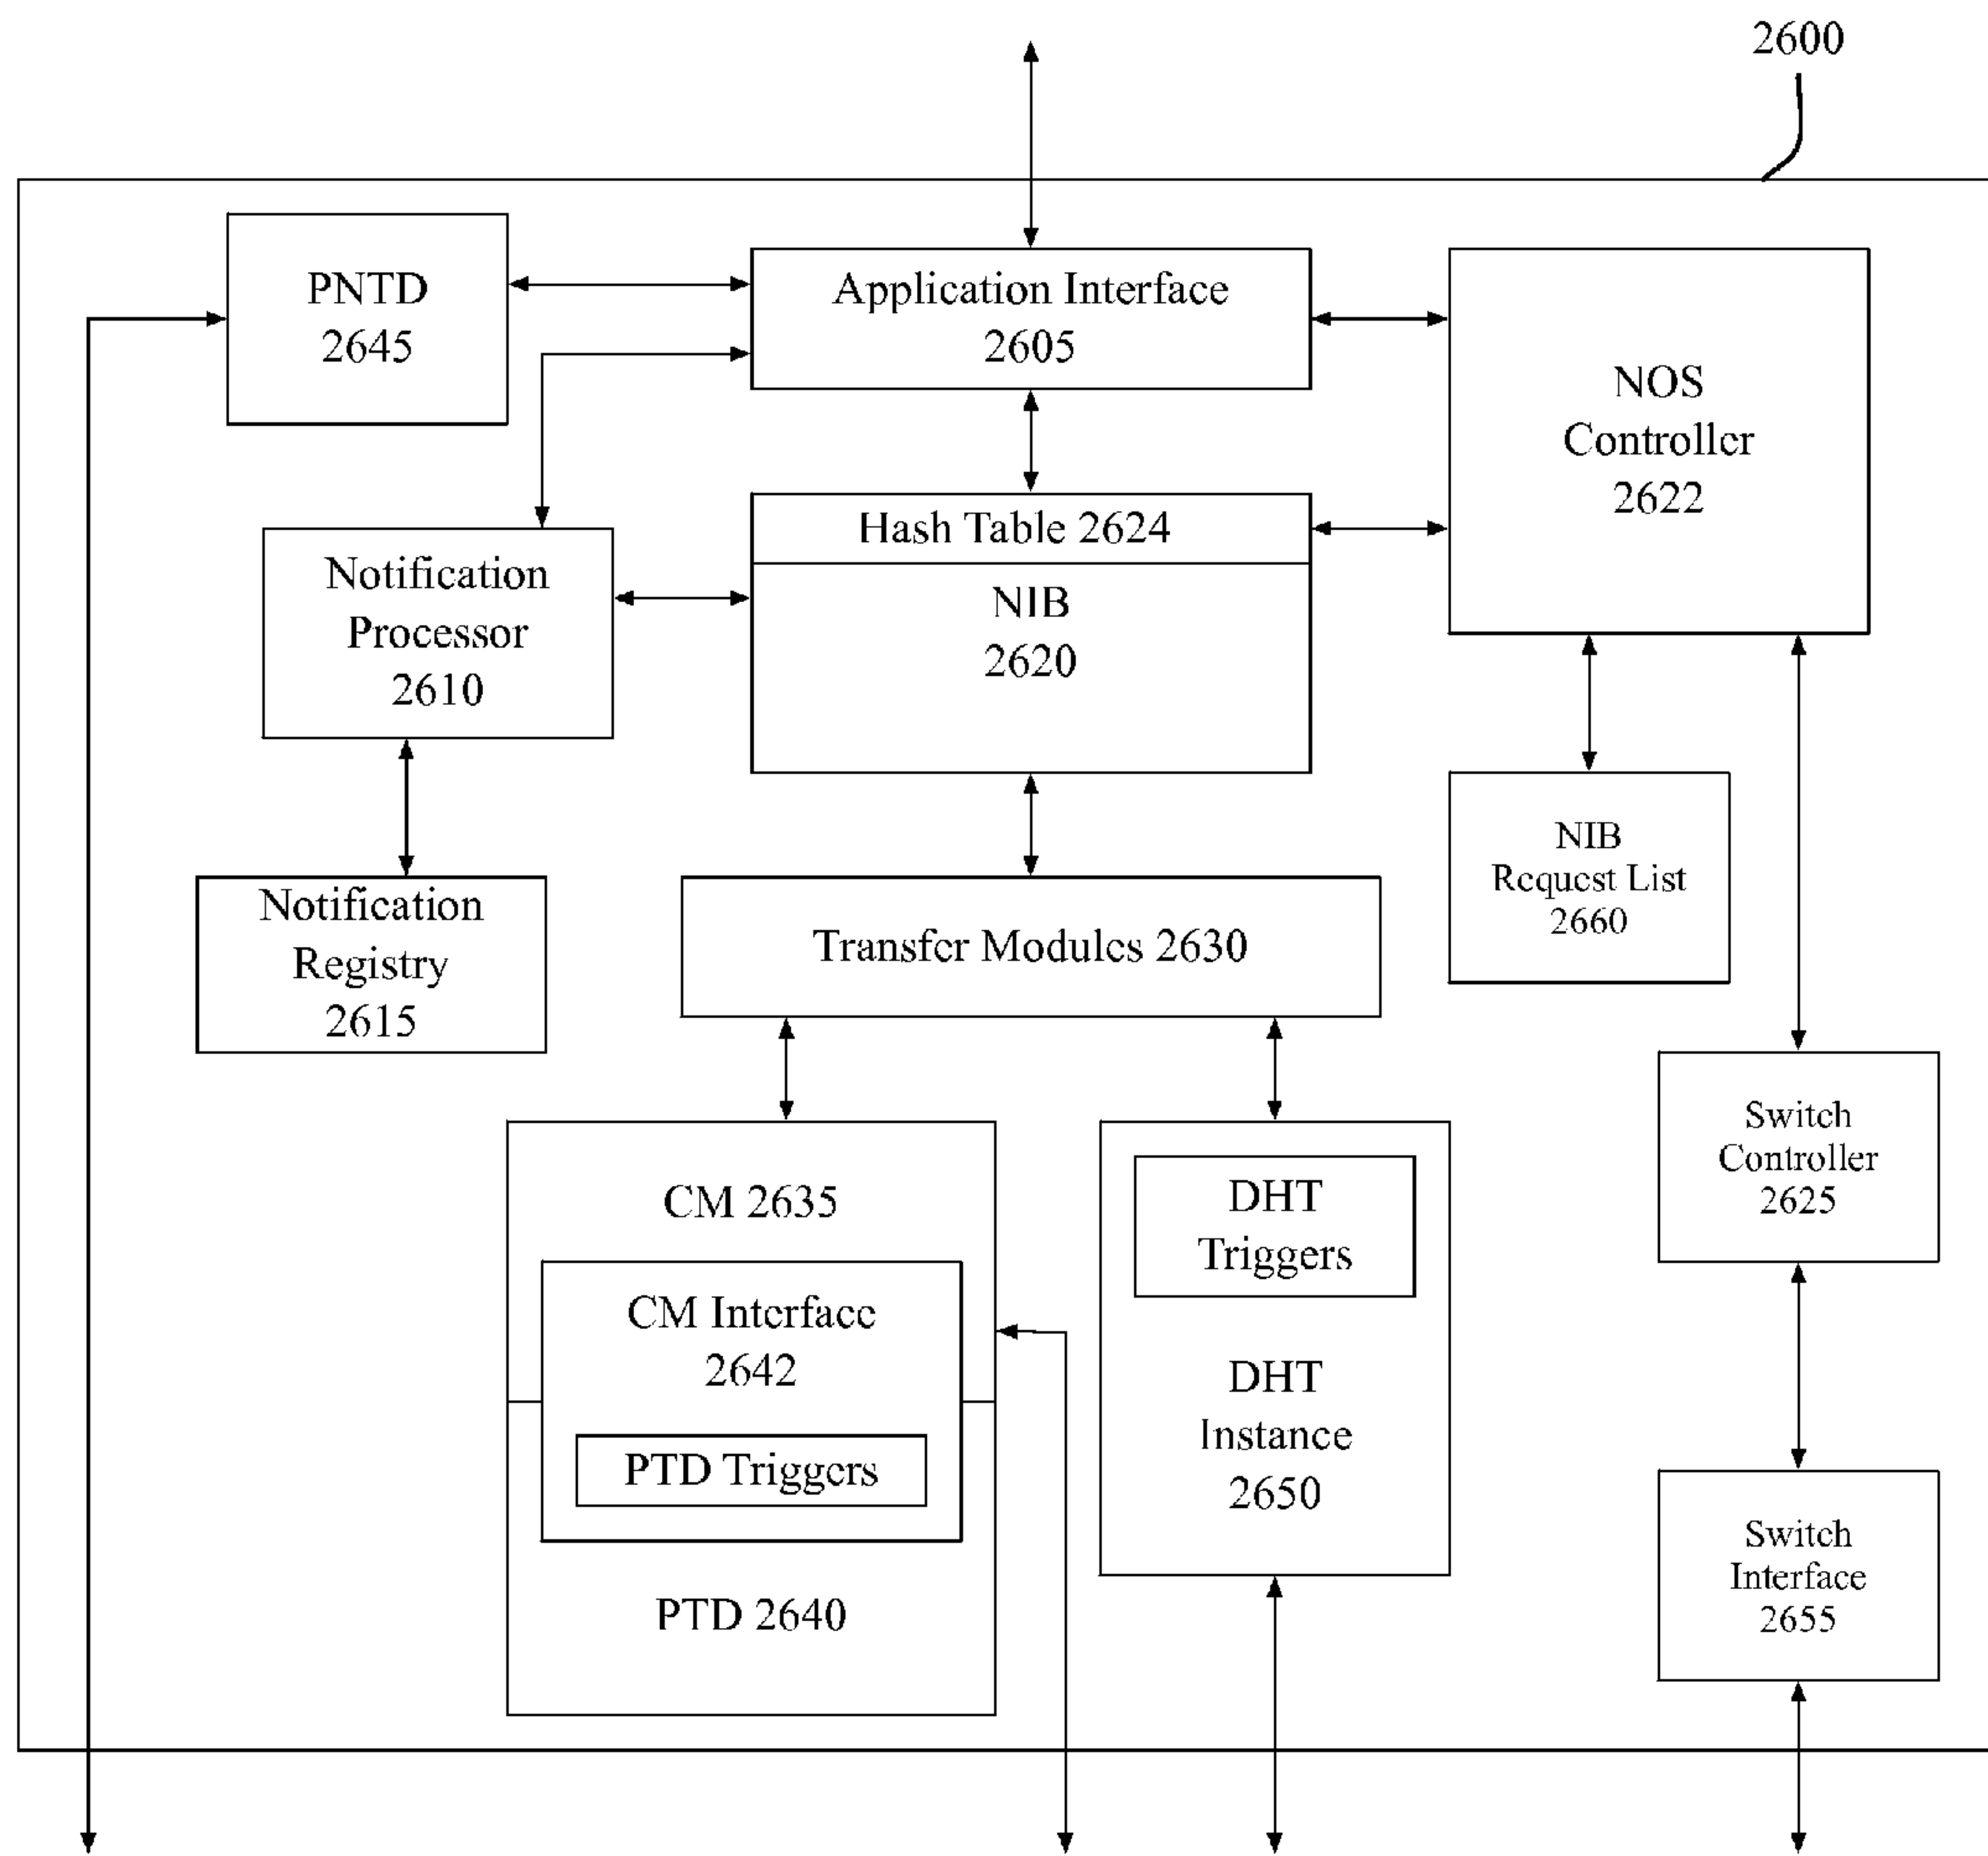 2600
PNTD
2645
Application Interface
2605
NOS
Controller
2622
Hash Table 2624
NIB
2620
Notification
Processor
2610
NIB
Request List
2660
Notification
Registry
2615
Transfer Modules 2630
Switch
Controller
2625
CM 2635
CM Interface
2642
PTD Triggers
PTD 2640
DHT
Triggers
DHT
Instance
2650
Switch
Interface
2655